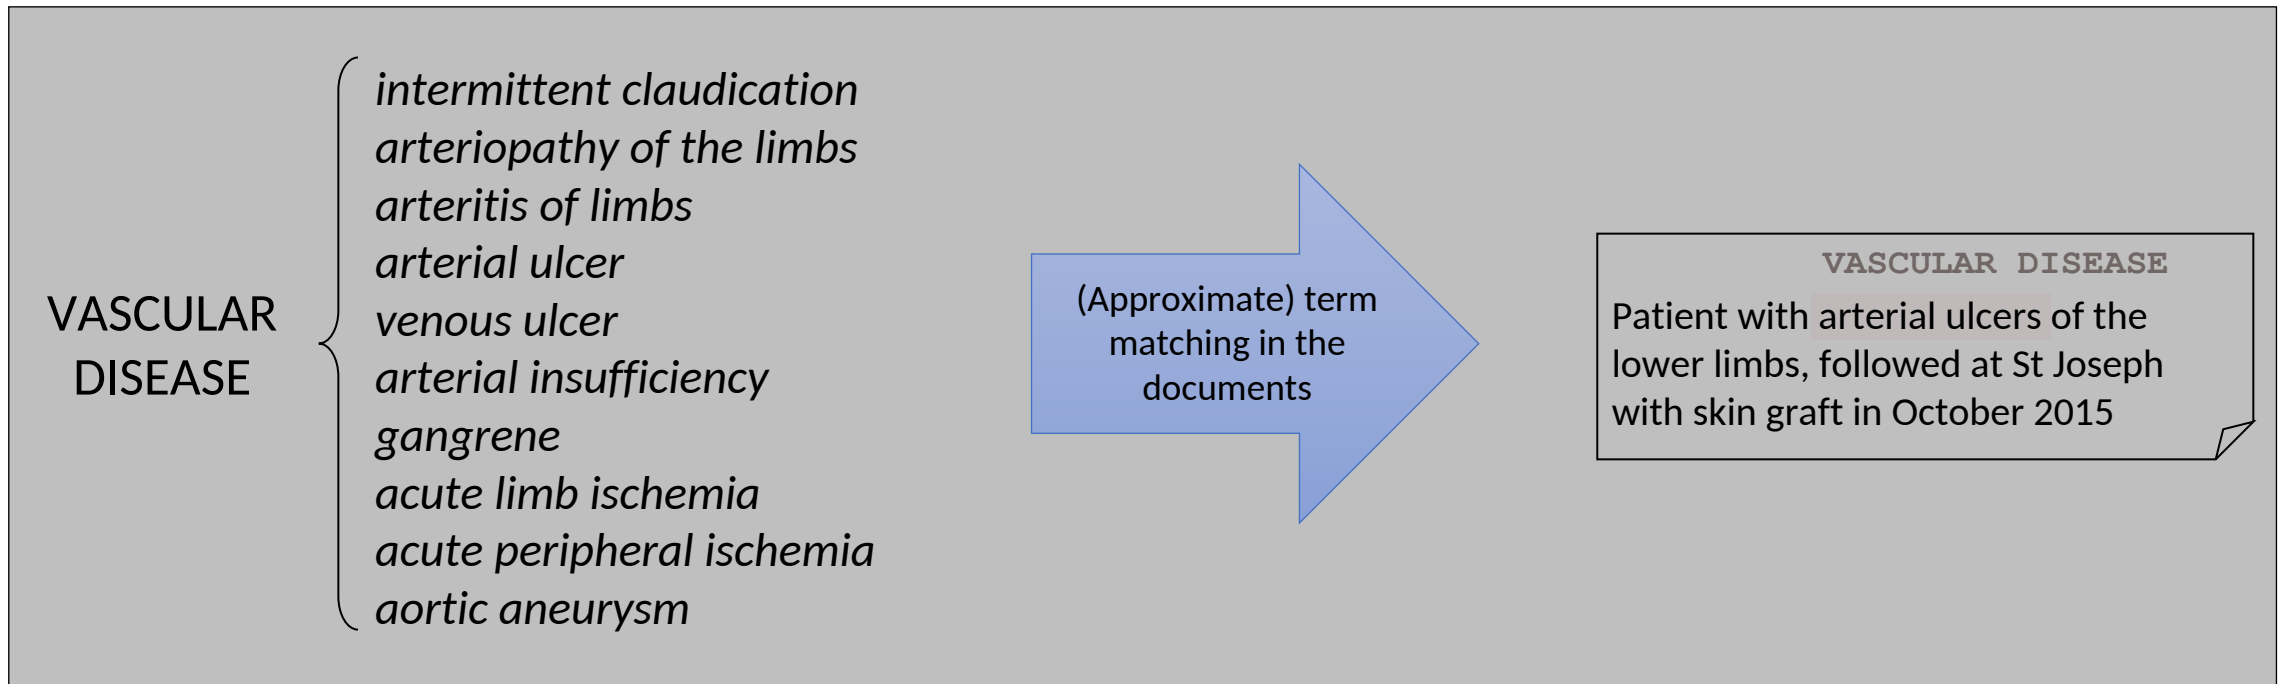 VASCULAR
DISEASE
intermittent claudication
arteriopathy of the limbs
arteritis of limbs
arterial ulcer
venous ulcer
arterial insufficiency
gangrene
acute limb ischemia
acute peripheral ischemia
aortic aneurysm
(Approximate) term
matching in the
documents
VASCULAR DISEASE
Patient with arterial ulcers of the
lower limbs, followed at St Joseph
with skin graft in October 2015